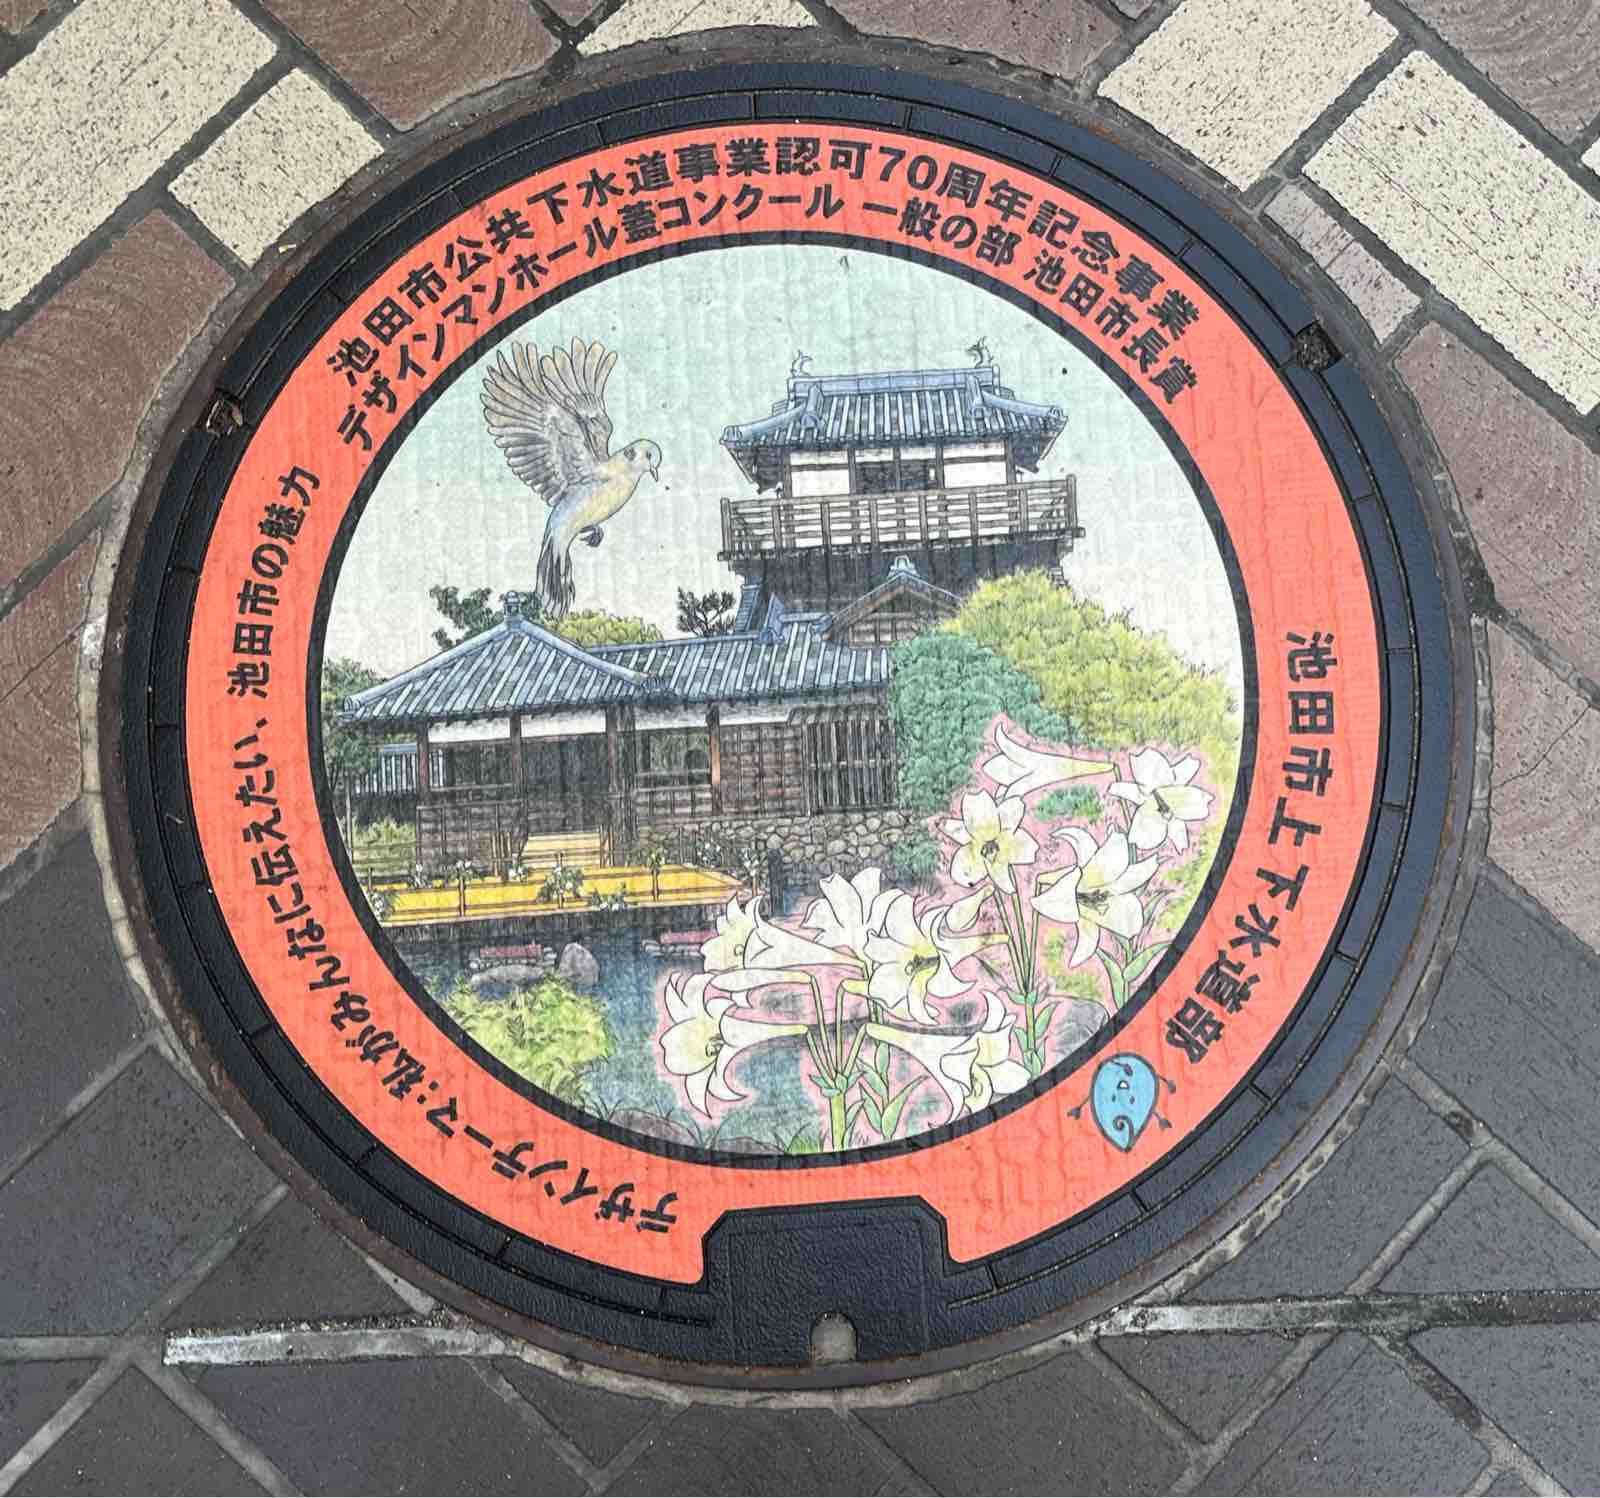 池田市公共下水道事業認可70周年記念事業
デザインマンホール蓋コンクール 一般の部 池田市長賞
デザインテーマ:私がみんなに伝えたい、池田市の魅力
池田市上下水道部